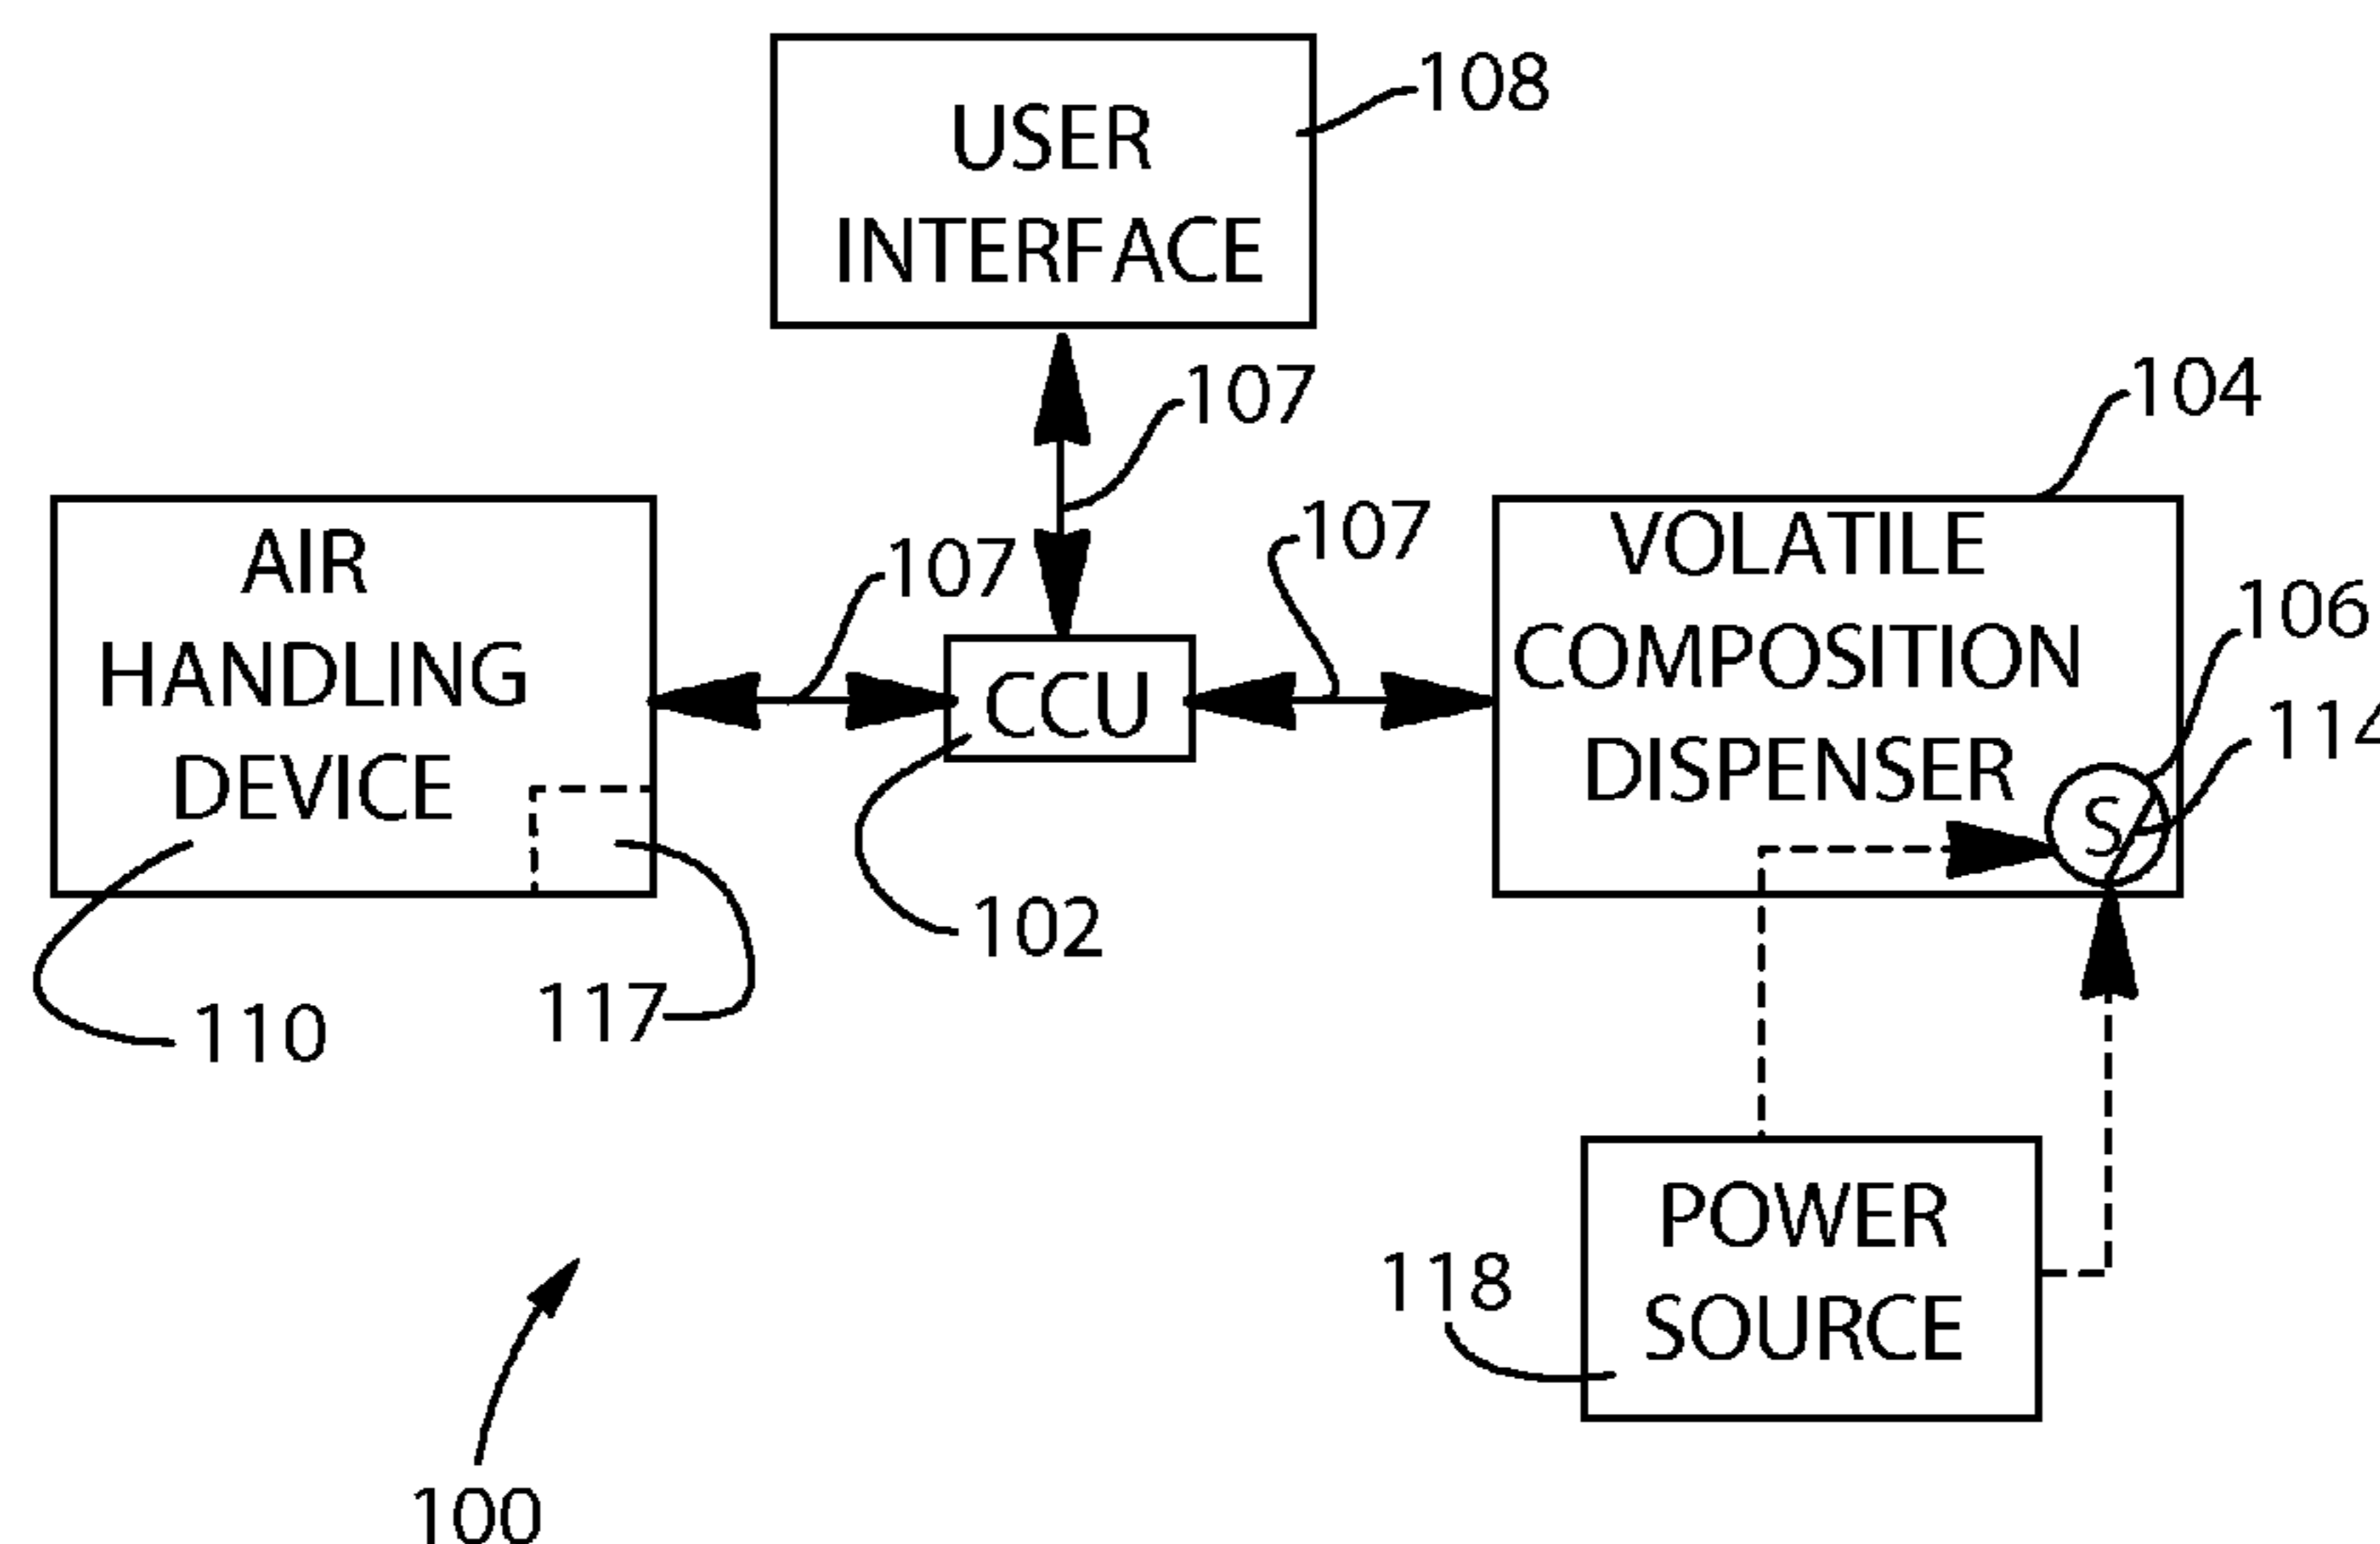 USER
INTERFACE
108
107
104
107
107
AIR
HANDLING
DEVICE
CCU
VOLATILE
COMPOSITION
DISPENSER
S
106
114
102
110
117
POWER
SOURCE
118
100